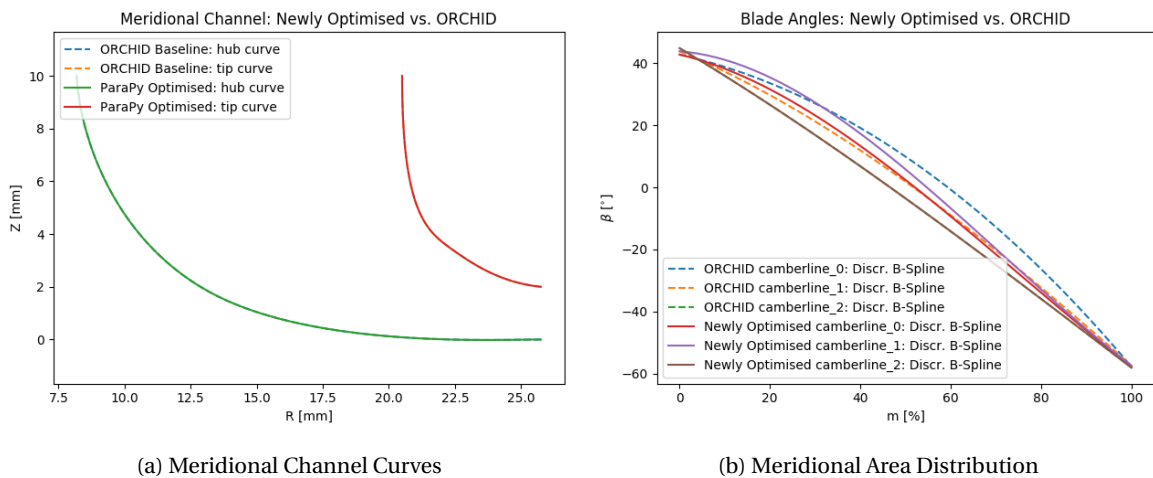 Meridional Channel: Newly Optimised vs. ORCHID
ORCHID Baseline: hub curve
ORCHID Baseline: tip curve
ParaPy Optimised: hub curve
ParaPy Optimised: tip curve
10
8
6
4
2
0
Z [mm]
7.5
10.0
12.5
15.0
17.5
20.0
22.5
25.0
R [mm]
(a) Meridional Channel Curves
Blade Angles: Newly Optimised vs. ORCHID
40
20
0
−20
−40
−60
β [°]
ORCHID camberline_0: Discr. B-Spline
ORCHID camberline_1: Discr. B-Spline
ORCHID camberline_2: Discr. B-Spline
Newly Optimised camberline_0: Discr. B-Spline
Newly Optimised camberline_1: Discr. B-Spline
Newly Optimised camberline_2: Discr. B-Spline
0
20
40
60
80
100
m [%]
(b) Meridional Area Distribution